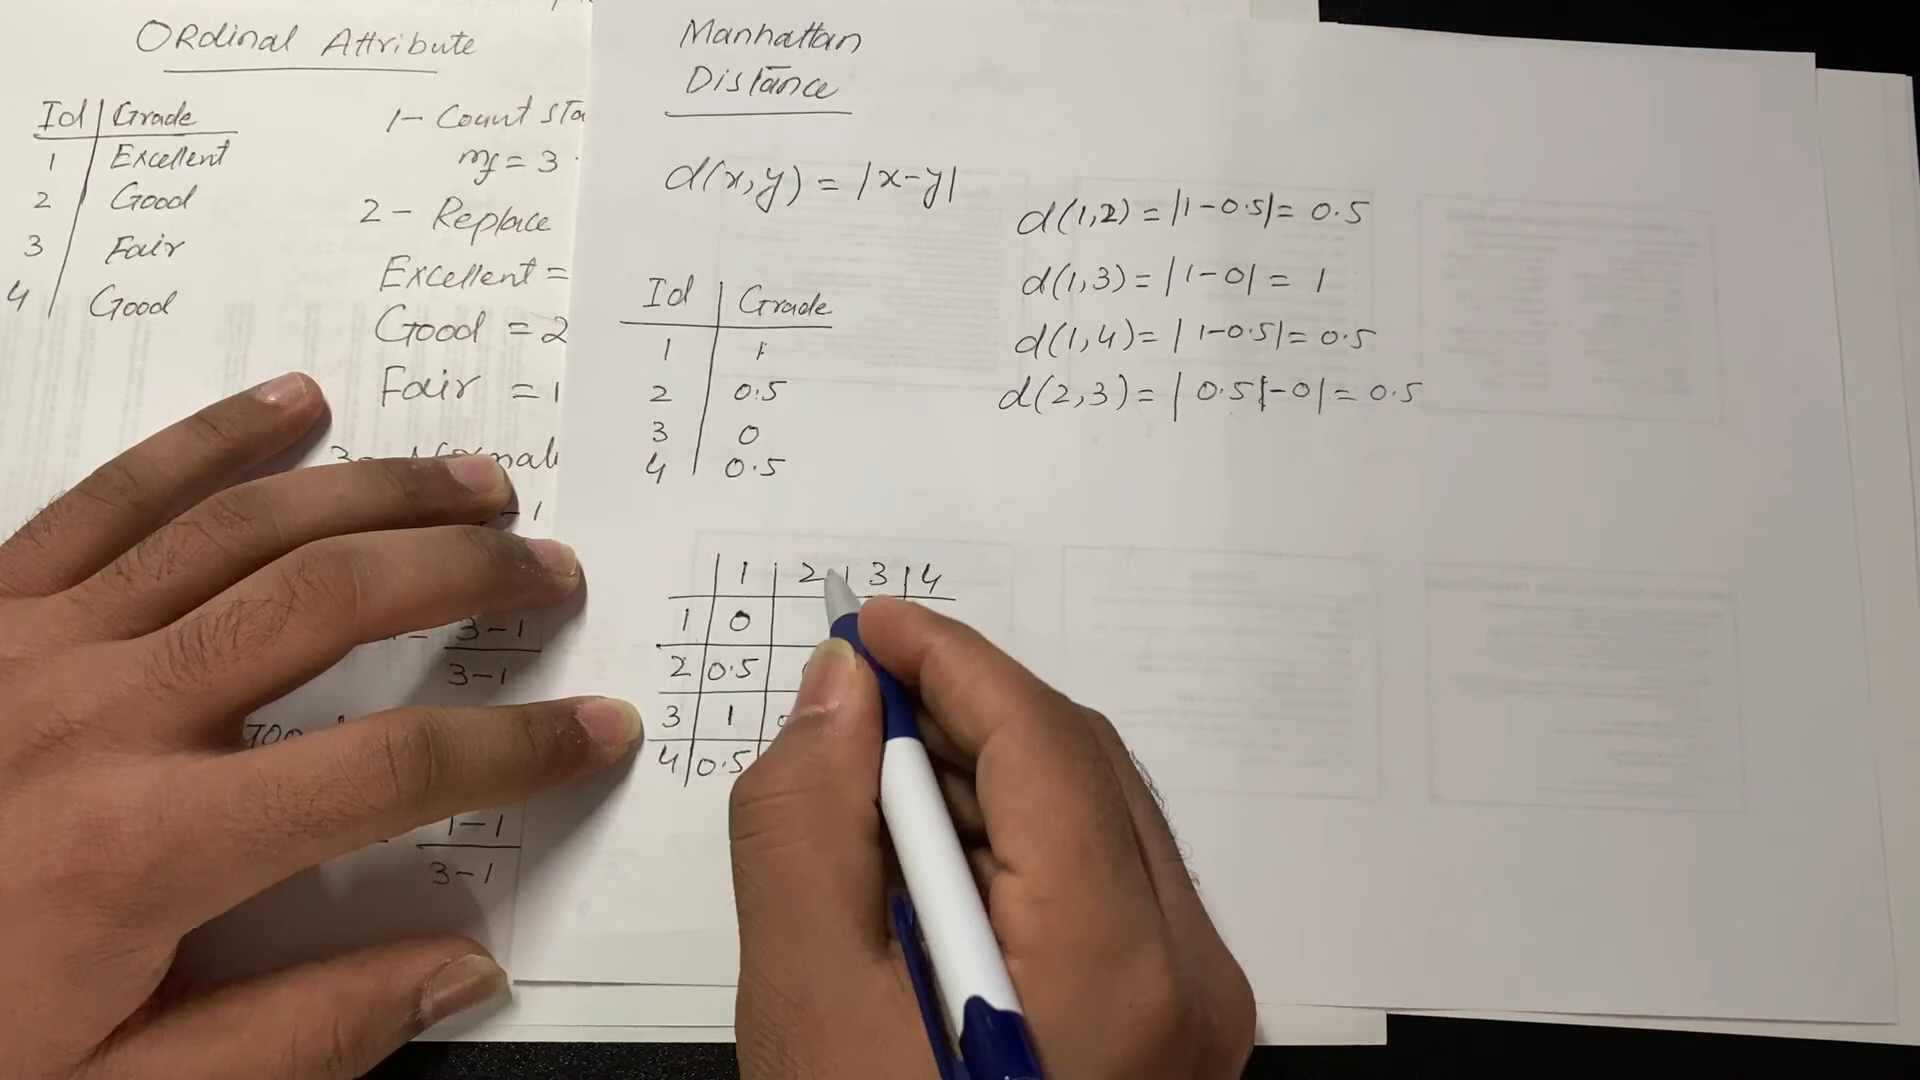 ORdinal Attribute
Id | Grade
1 | Excellent
2 | Good
3 | Fair
4 | Good
1- Count
mf = 3
2- Replace
Excellent =
Good = 2
Fair = 1
3-1
3-1
1-1
3-1
Manhattan
Distance
d(x,y) = |x-y|
Id | Grade
1 | 1
2 | 0.5
3 | 0
4 | 0.5
d(1,2) = |1-0.5| = 0.5
d(1,3) = |1-0| = 1
d(1,4) = |1-0.5| = 0.5
d(2,3) = |0.5|-0| = 0.5
| 1 | 2 | 3 | 4
1 | 0 |
2 | 0.5 |
3 | 1 |
4 | 0.5